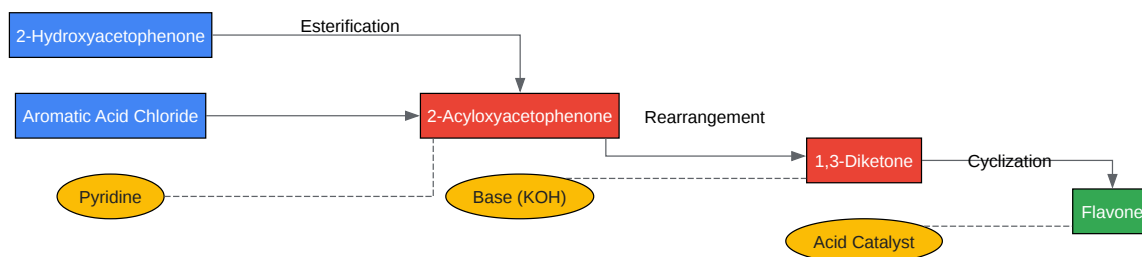 2-Hydroxyacetophenone
Esterification
Aromatic Acid Chloride
2-Acyloxyacetophenone
Rearrangement
1,3-Diketone
Cyclization
Pyridine
Base (KOH)
Flavone
Acid Catalyst